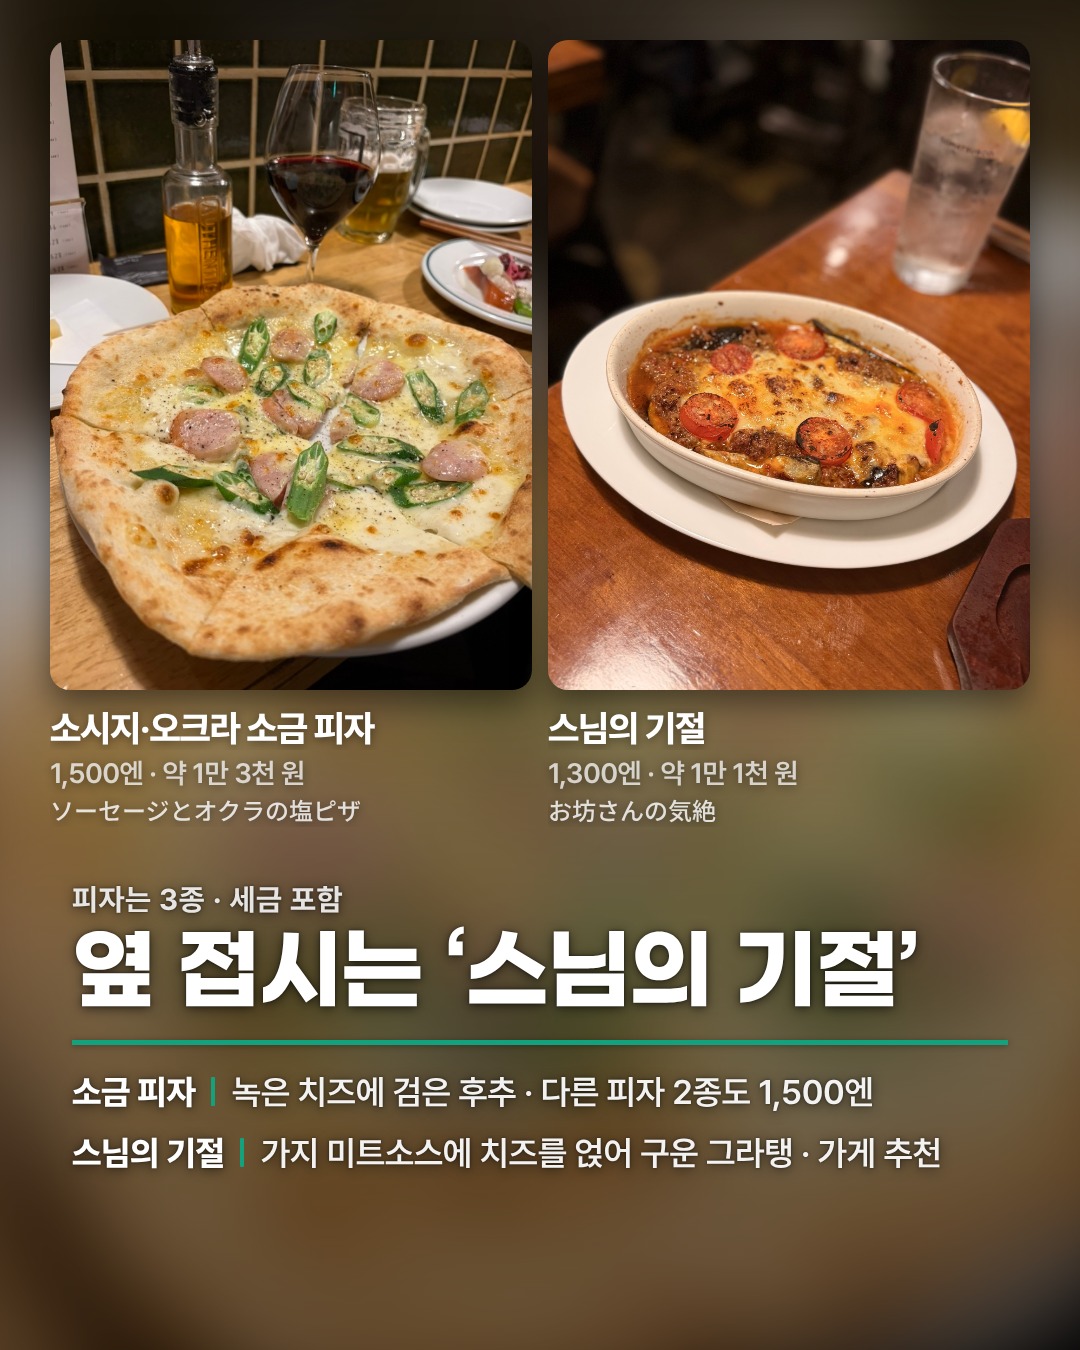 소시지·오크라 소금 피자
1,500엔 · 약 1만 3천 원
ソーセージとオクラの塩ピザ
스님의 기절
1,300엔 · 약 1만 1천 원
お坊さんの気絶
피자는 3종 · 세금 포함
옆 접시는 ‘스님의 기절’
소금 피자 | 녹은 치즈에 검은 후추 · 다른 피자 2종도 1,500엔
스님의 기절 | 가지 미트소스에 치즈를 얹어 구운 그라탱 · 가게 추천